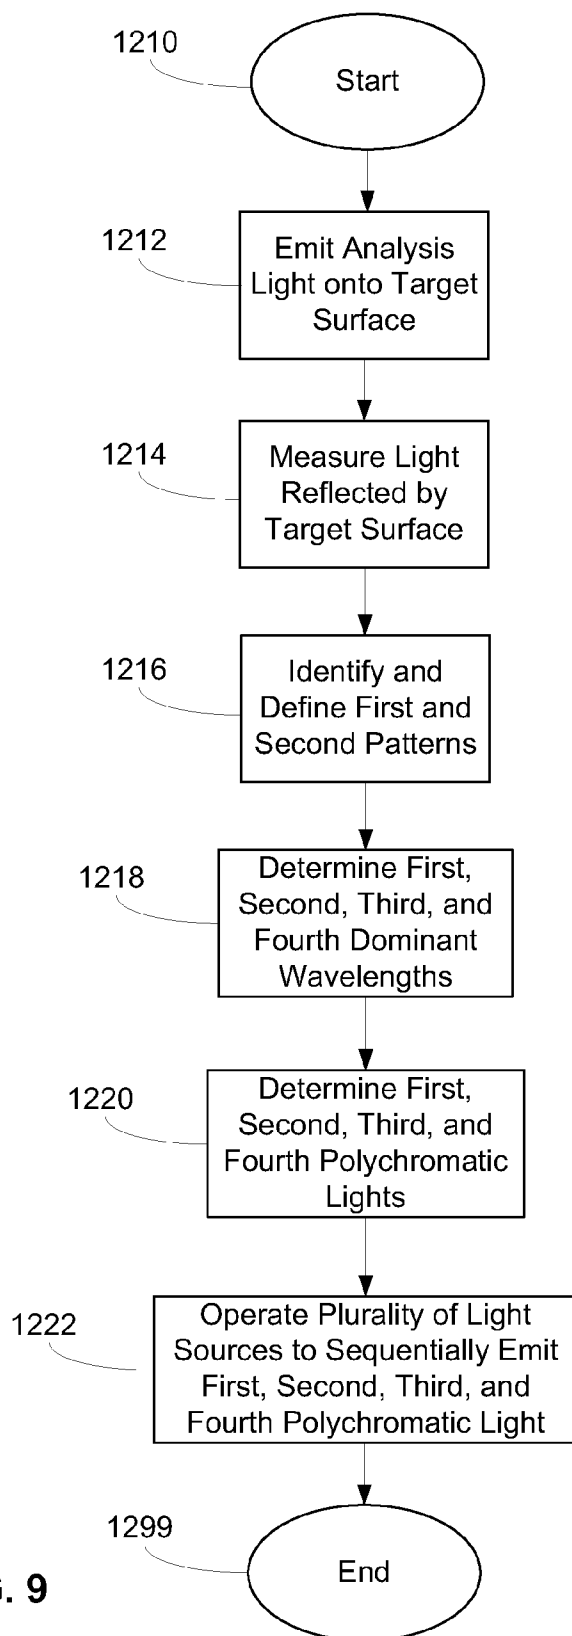 1210
Start
1212
Emit Analysis
Light onto Target
Surface
1214
Measure Light
Reflected by
Target Surface
1216
Identify and
Define First and
Second Patterns
1218
Determine First,
Second, Third, and
Fourth Dominant
Wavelengths
1220
Determine First,
Second, Third, and
Fourth Polychromatic
Lights
1222
Operate Plurality of Light
Sources to Sequentially Emit
First, Second, Third, and
Fourth Polychromatic Light
1299
End
. 9